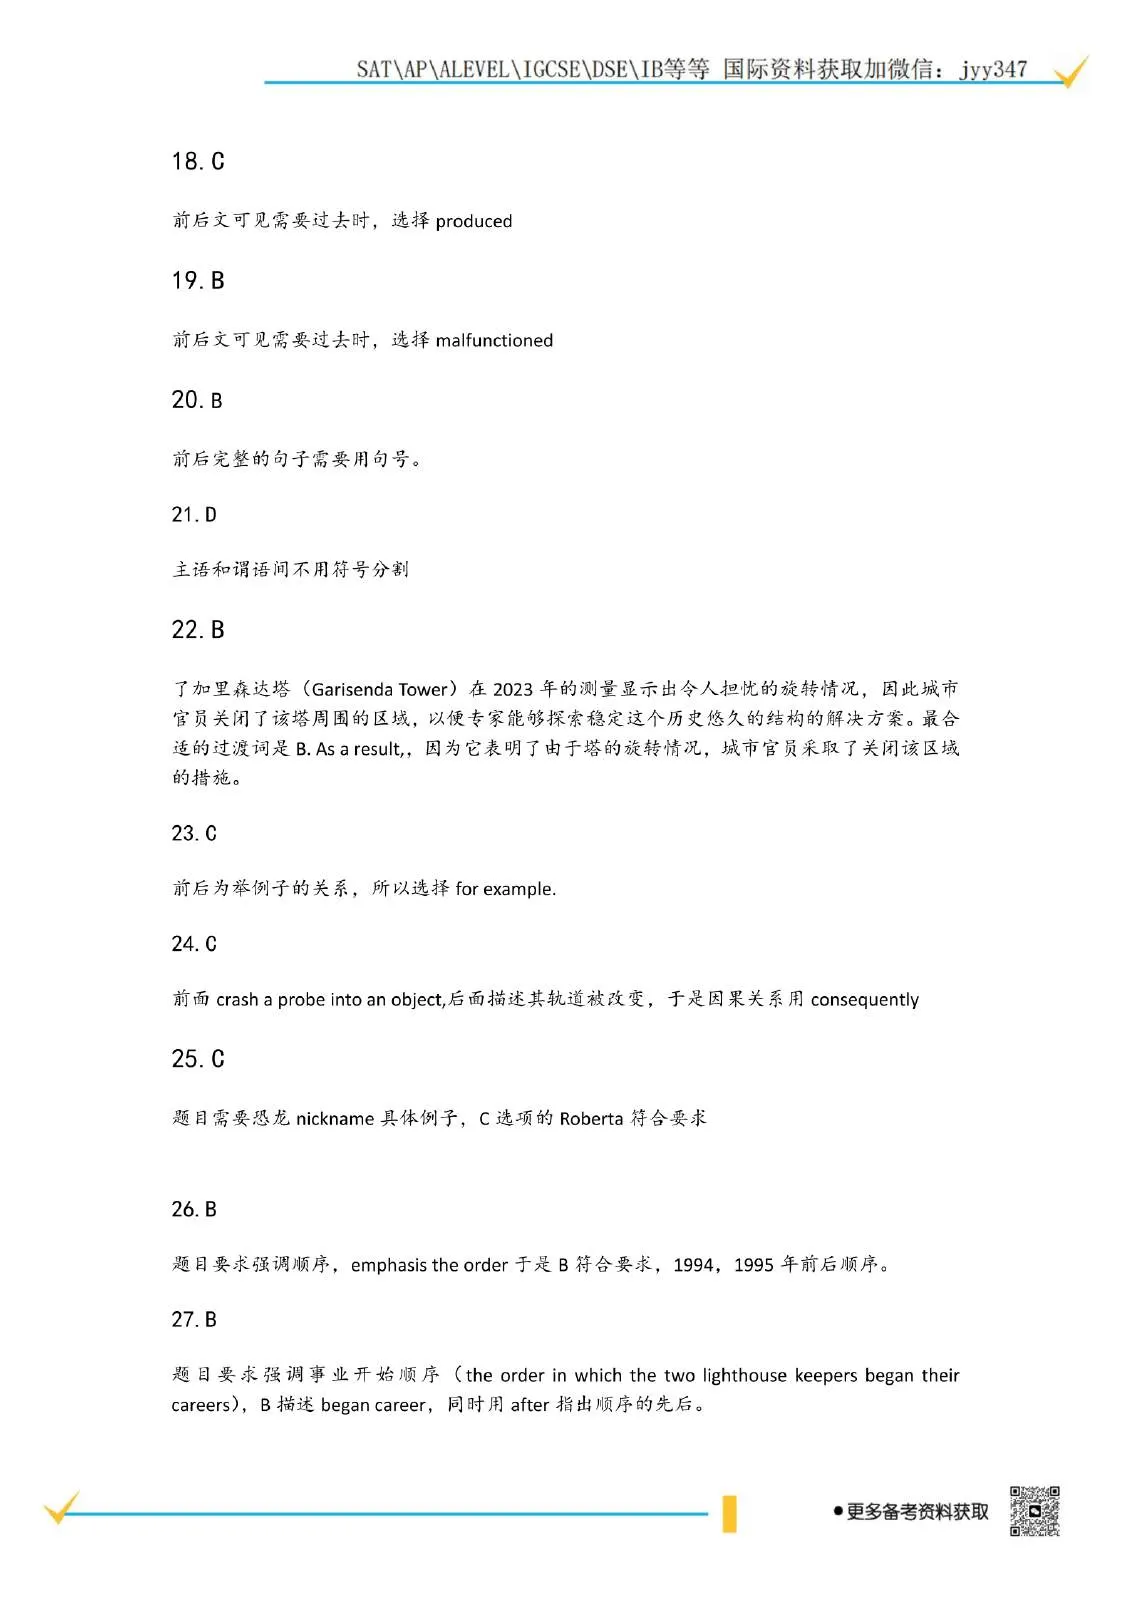 SAT\AP\ALEVEL\IGCSE\DSE\IB等等 国际资料获取加微信：jyy347
18. C
前后文可见需要过去时，选择 produced
19. B
前后文可见需要过去时，选择 malfunctioned
20. B
前后完整的句子需要用句号。
21. D
主语和谓语间不用符号分割
22. B
了加里森达塔（Garisenda Tower）在 2023 年的测量显示出令人担忧的旋转情况，因此城市
官员关闭了该塔周围的区域，以便专家能够探索稳定这个历史悠久的结构的解决方案。最合
适的过渡词是 B. As a result,，因为它表明了由于塔的旋转情况，城市官员采取了关闭该区域
的措施。
23. C
前后为举例子的关系，所以选择 for example.
24. C
前面 crash a probe into an object,后面描述其轨道被改变，于是因果关系用 consequently
25. C
题目需要恐龙 nickname 具体例子，C 选项的 Roberta 符合要求
26. B
题目要求强调顺序，emphasis the order 于是 B 符合要求，1994，1995 年前后顺序。
27. B
题目要求强调事业开始顺序（the order in which the two lighthouse keepers began their
careers），B 描述 began career，同时用 after 指出顺序的先后。
●更多备考资料获取